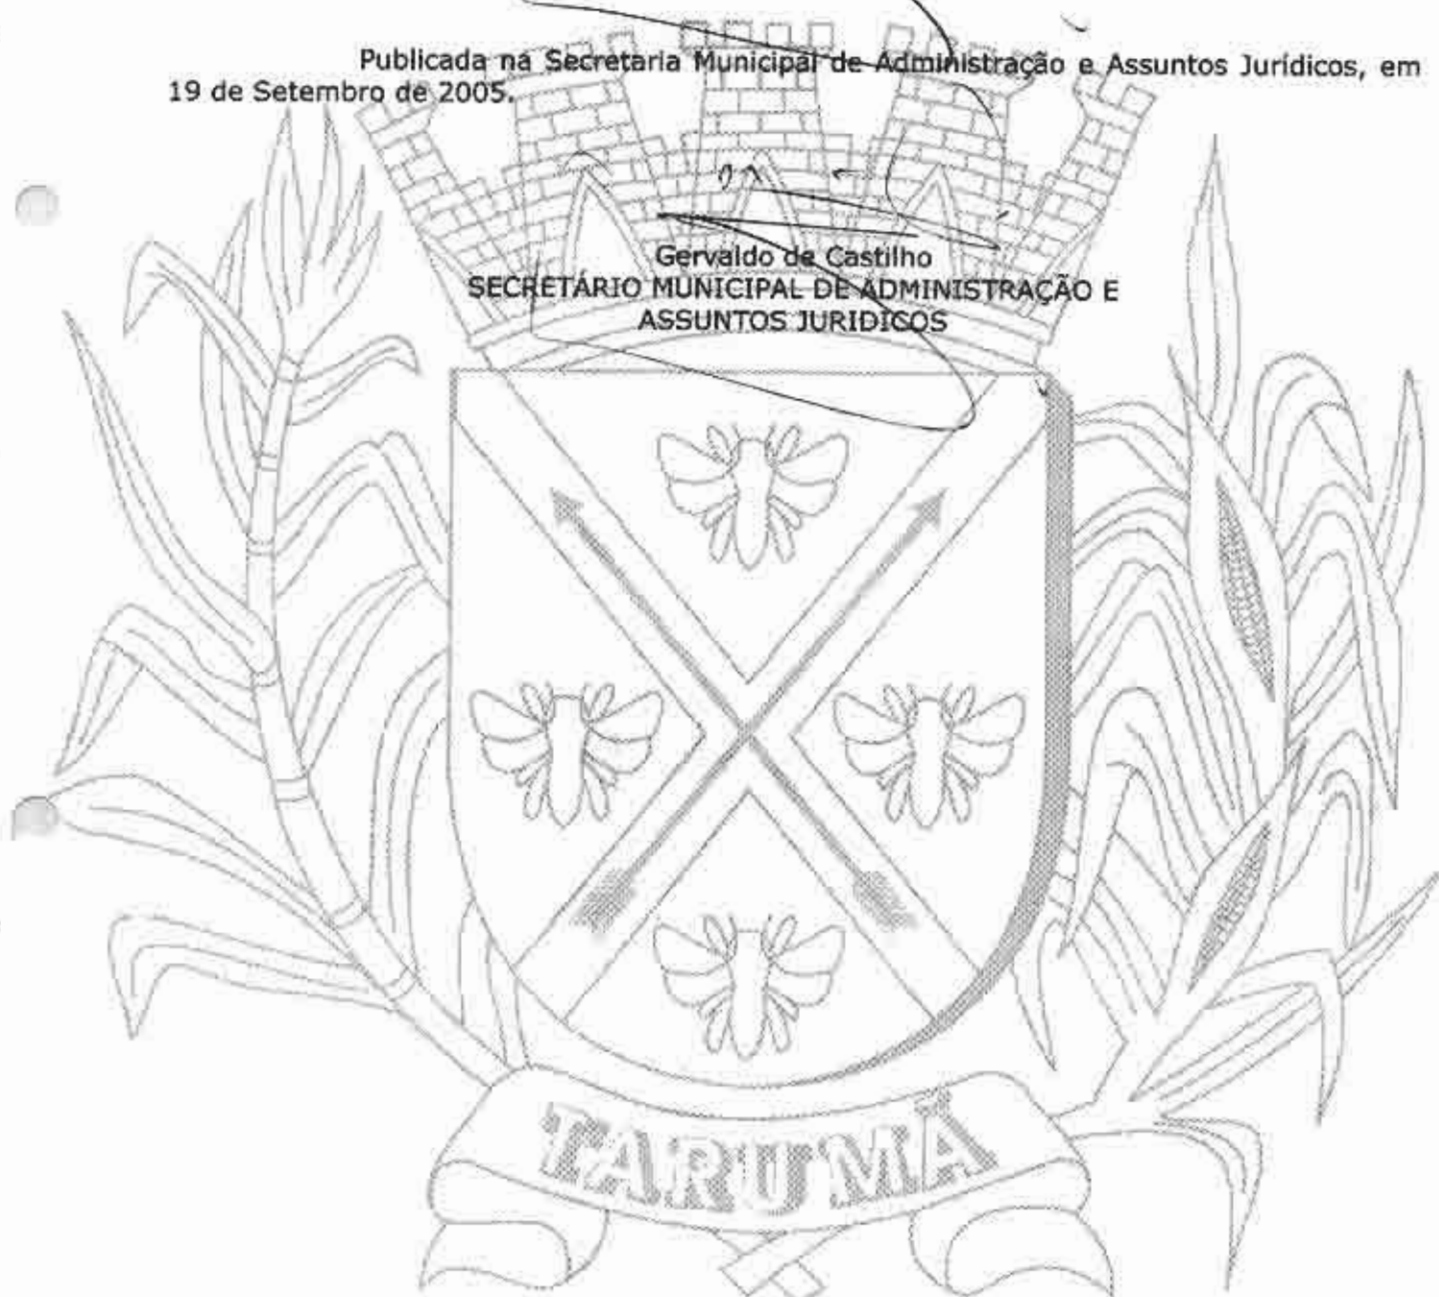 Publicada na Secretaria Municipal de Administração e Assuntos Jurídicos, em
19 de Setembro de 2005.
Gervaldo de Castilho
SECRETÁRIO MUNICIPAL DE ADMINISTRAÇÃO E
ASSUNTOS JURIDICOS
TARUMÃ